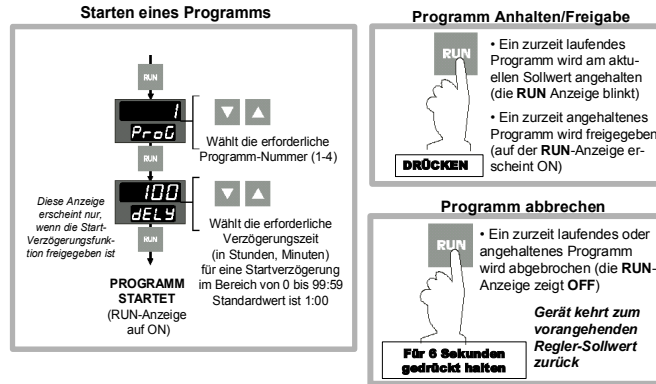 Starten eines Programms
RUN
1
ProG
Wählt die erforderliche
Programm-Nummer (1-4)
RUN
100
dELy
Diese Anzeige
erscheint nur,
wenn die Start-
Verzögerungsfunk-
tion freigegeben ist
Wählt die erforderliche
Verzögerungszeit
(in Stunden, Minuten)
für eine Startverzögerung
im Bereich von 0 bis 99:59
Standardwert ist 1:00
RUN
PROGRAMM
STARTET
(RUN-Anzeige
auf ON)
Programm Anhalten/Freigabe
RUN
DRÜCKEN
• Ein zurzeit laufendes
Programm wird am aktu-
ellen Sollwert angehalten
(die RUN Anzeige blinkt)
• Ein zurzeit angehaltenes
Programm wird freigegeben
(auf der RUN-Anzeige er-
scheint ON)
Programm abbrechen
RUN
• Ein zurzeit laufendes oder
angehaltenes Programm
wird abgebrochen (die RUN-
Anzeige zeigt OFF)
Gerät kehrt zum
vorangehenden
Regler-Sollwert
zurück
Für 6 Sekunden
gedrückt halten